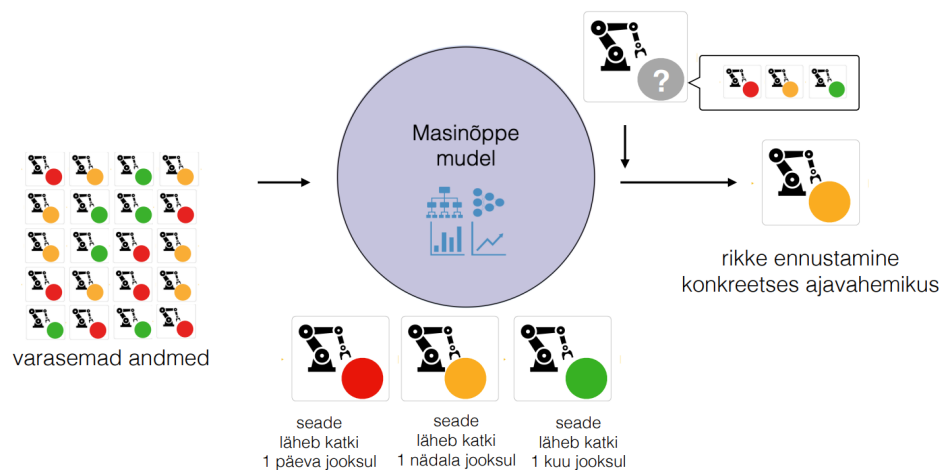 varasemad andmed
Masinõppe
mudel
?
rikke ennustamine
konkreetses ajavahemikus
seade
läheb katki
1 päeva jooksul
seade
läheb katki
1 nädala jooksul
seade
läheb katki
1 kuu jooksul